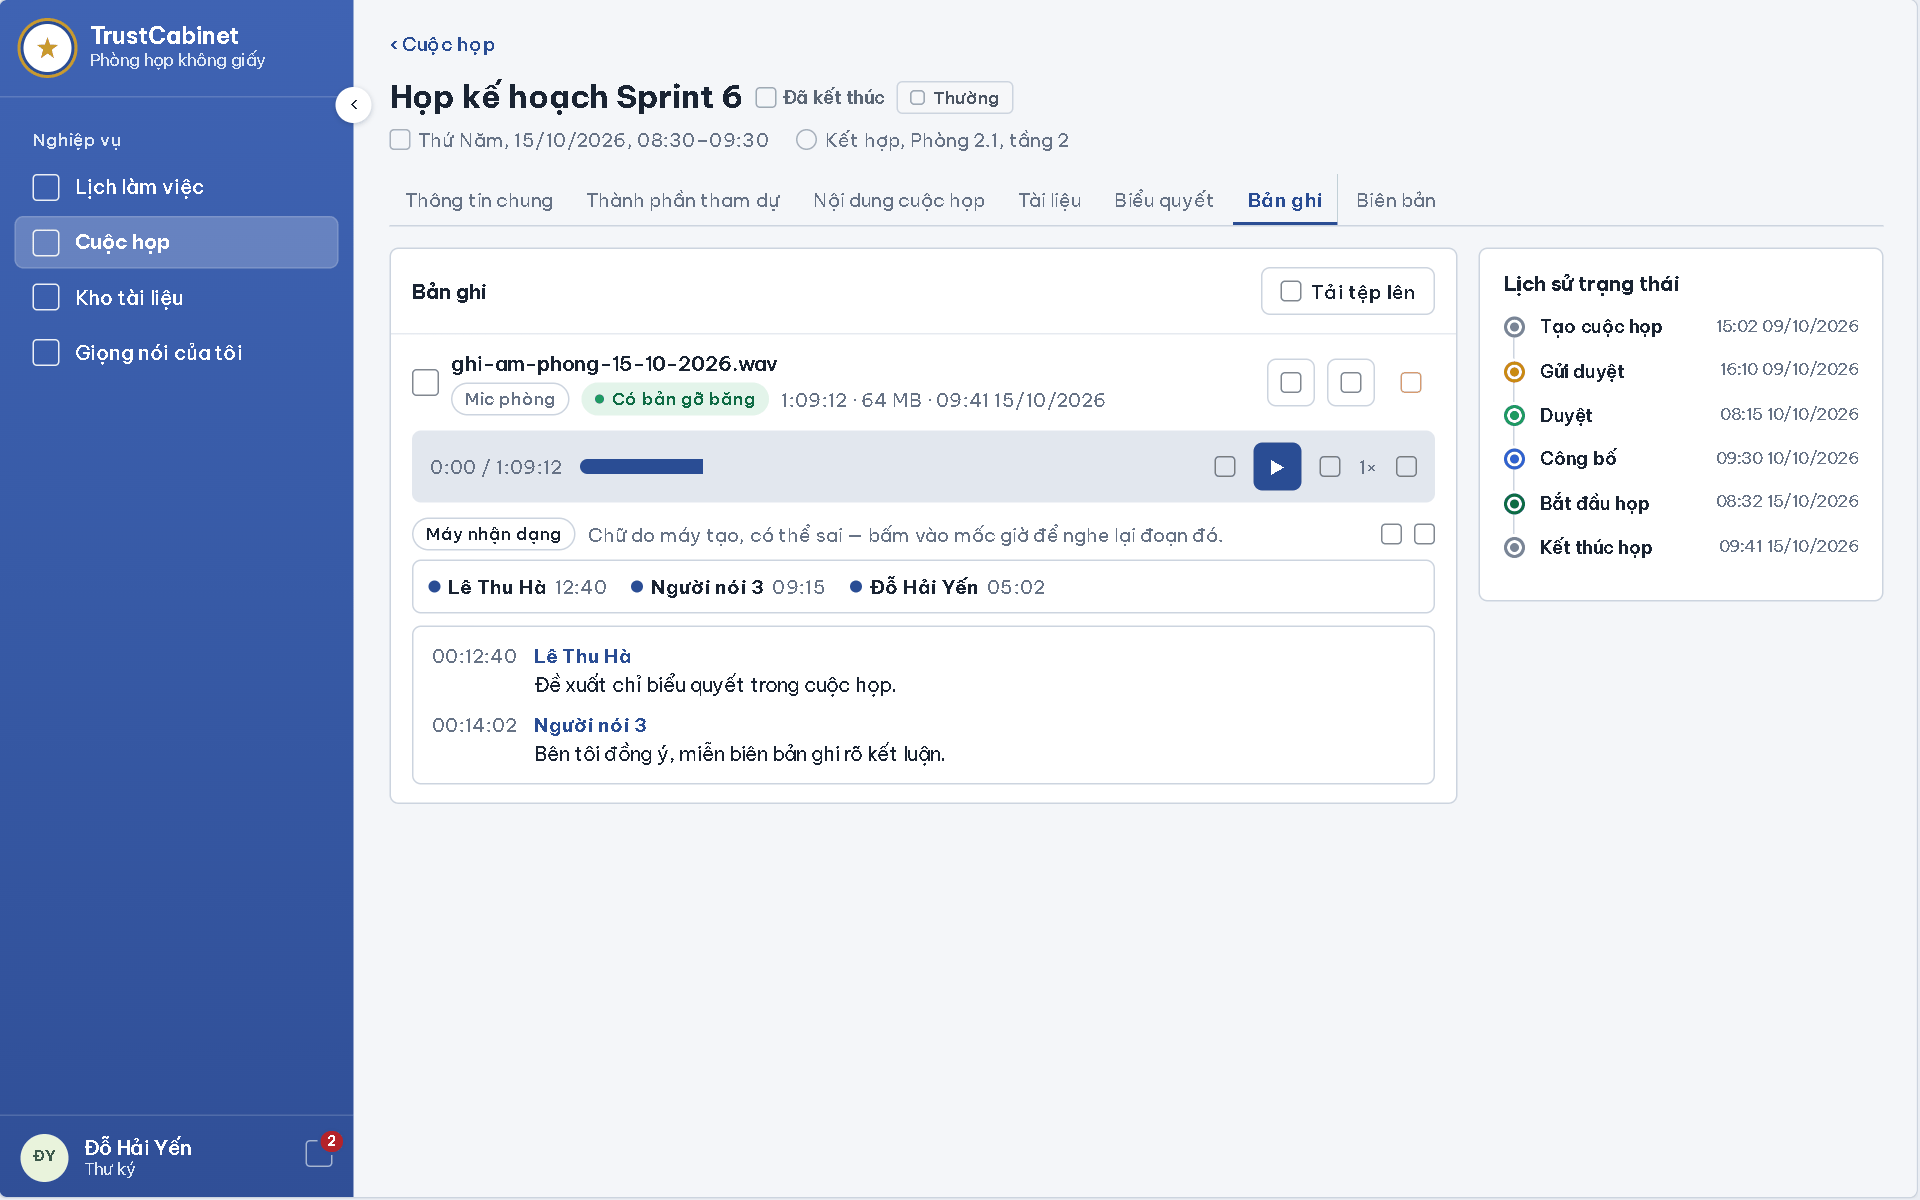 TrustCabinet
Phòng họp không giấy
Nghiệp vụ
Lịch làm việc
Cuộc họp
Kho tài liệu
Giọng nói của tôi
ĐY
Đỗ Hải Yến
Thư ký
2
‹ Cuộc họp
Họp kế hoạch Sprint 6
Đã kết thúc
Thường
Thứ Năm, 15/10/2026, 08:30–09:30
Kết hợp, Phòng 2.1, tầng 2
Thông tin chung
Thành phần tham dự
Nội dung cuộc họp
Tài liệu
Biểu quyết
Bản ghi
Biên bản
Bản ghi
Tải tệp lên
ghi-am-phong-15-10-2026.wav
Mic phòng
Có bản gỡ băng
1:09:12 · 64 MB · 09:41 15/10/2026
0:00 / 1:09:12
1×
Máy nhận dạng
Chữ do máy tạo, có thể sai — bấm vào mốc giờ để nghe lại đoạn đó.
Lê Thu Hà 12:40
Người nói 3 09:15
Đỗ Hải Yến 05:02
00:12:40 Lê Thu Hà
Đề xuất chỉ biểu quyết trong cuộc họp.
00:14:02 Người nói 3
Bên tôi đồng ý, miễn biên bản ghi rõ kết luận.
Lịch sử trạng thái
Tạo cuộc họp 15:02 09/10/2026
Gửi duyệt 16:10 09/10/2026
Duyệt 08:15 10/10/2026
Công bố 09:30 10/10/2026
Bắt đầu họp 08:32 15/10/2026
Kết thúc họp 09:41 15/10/2026